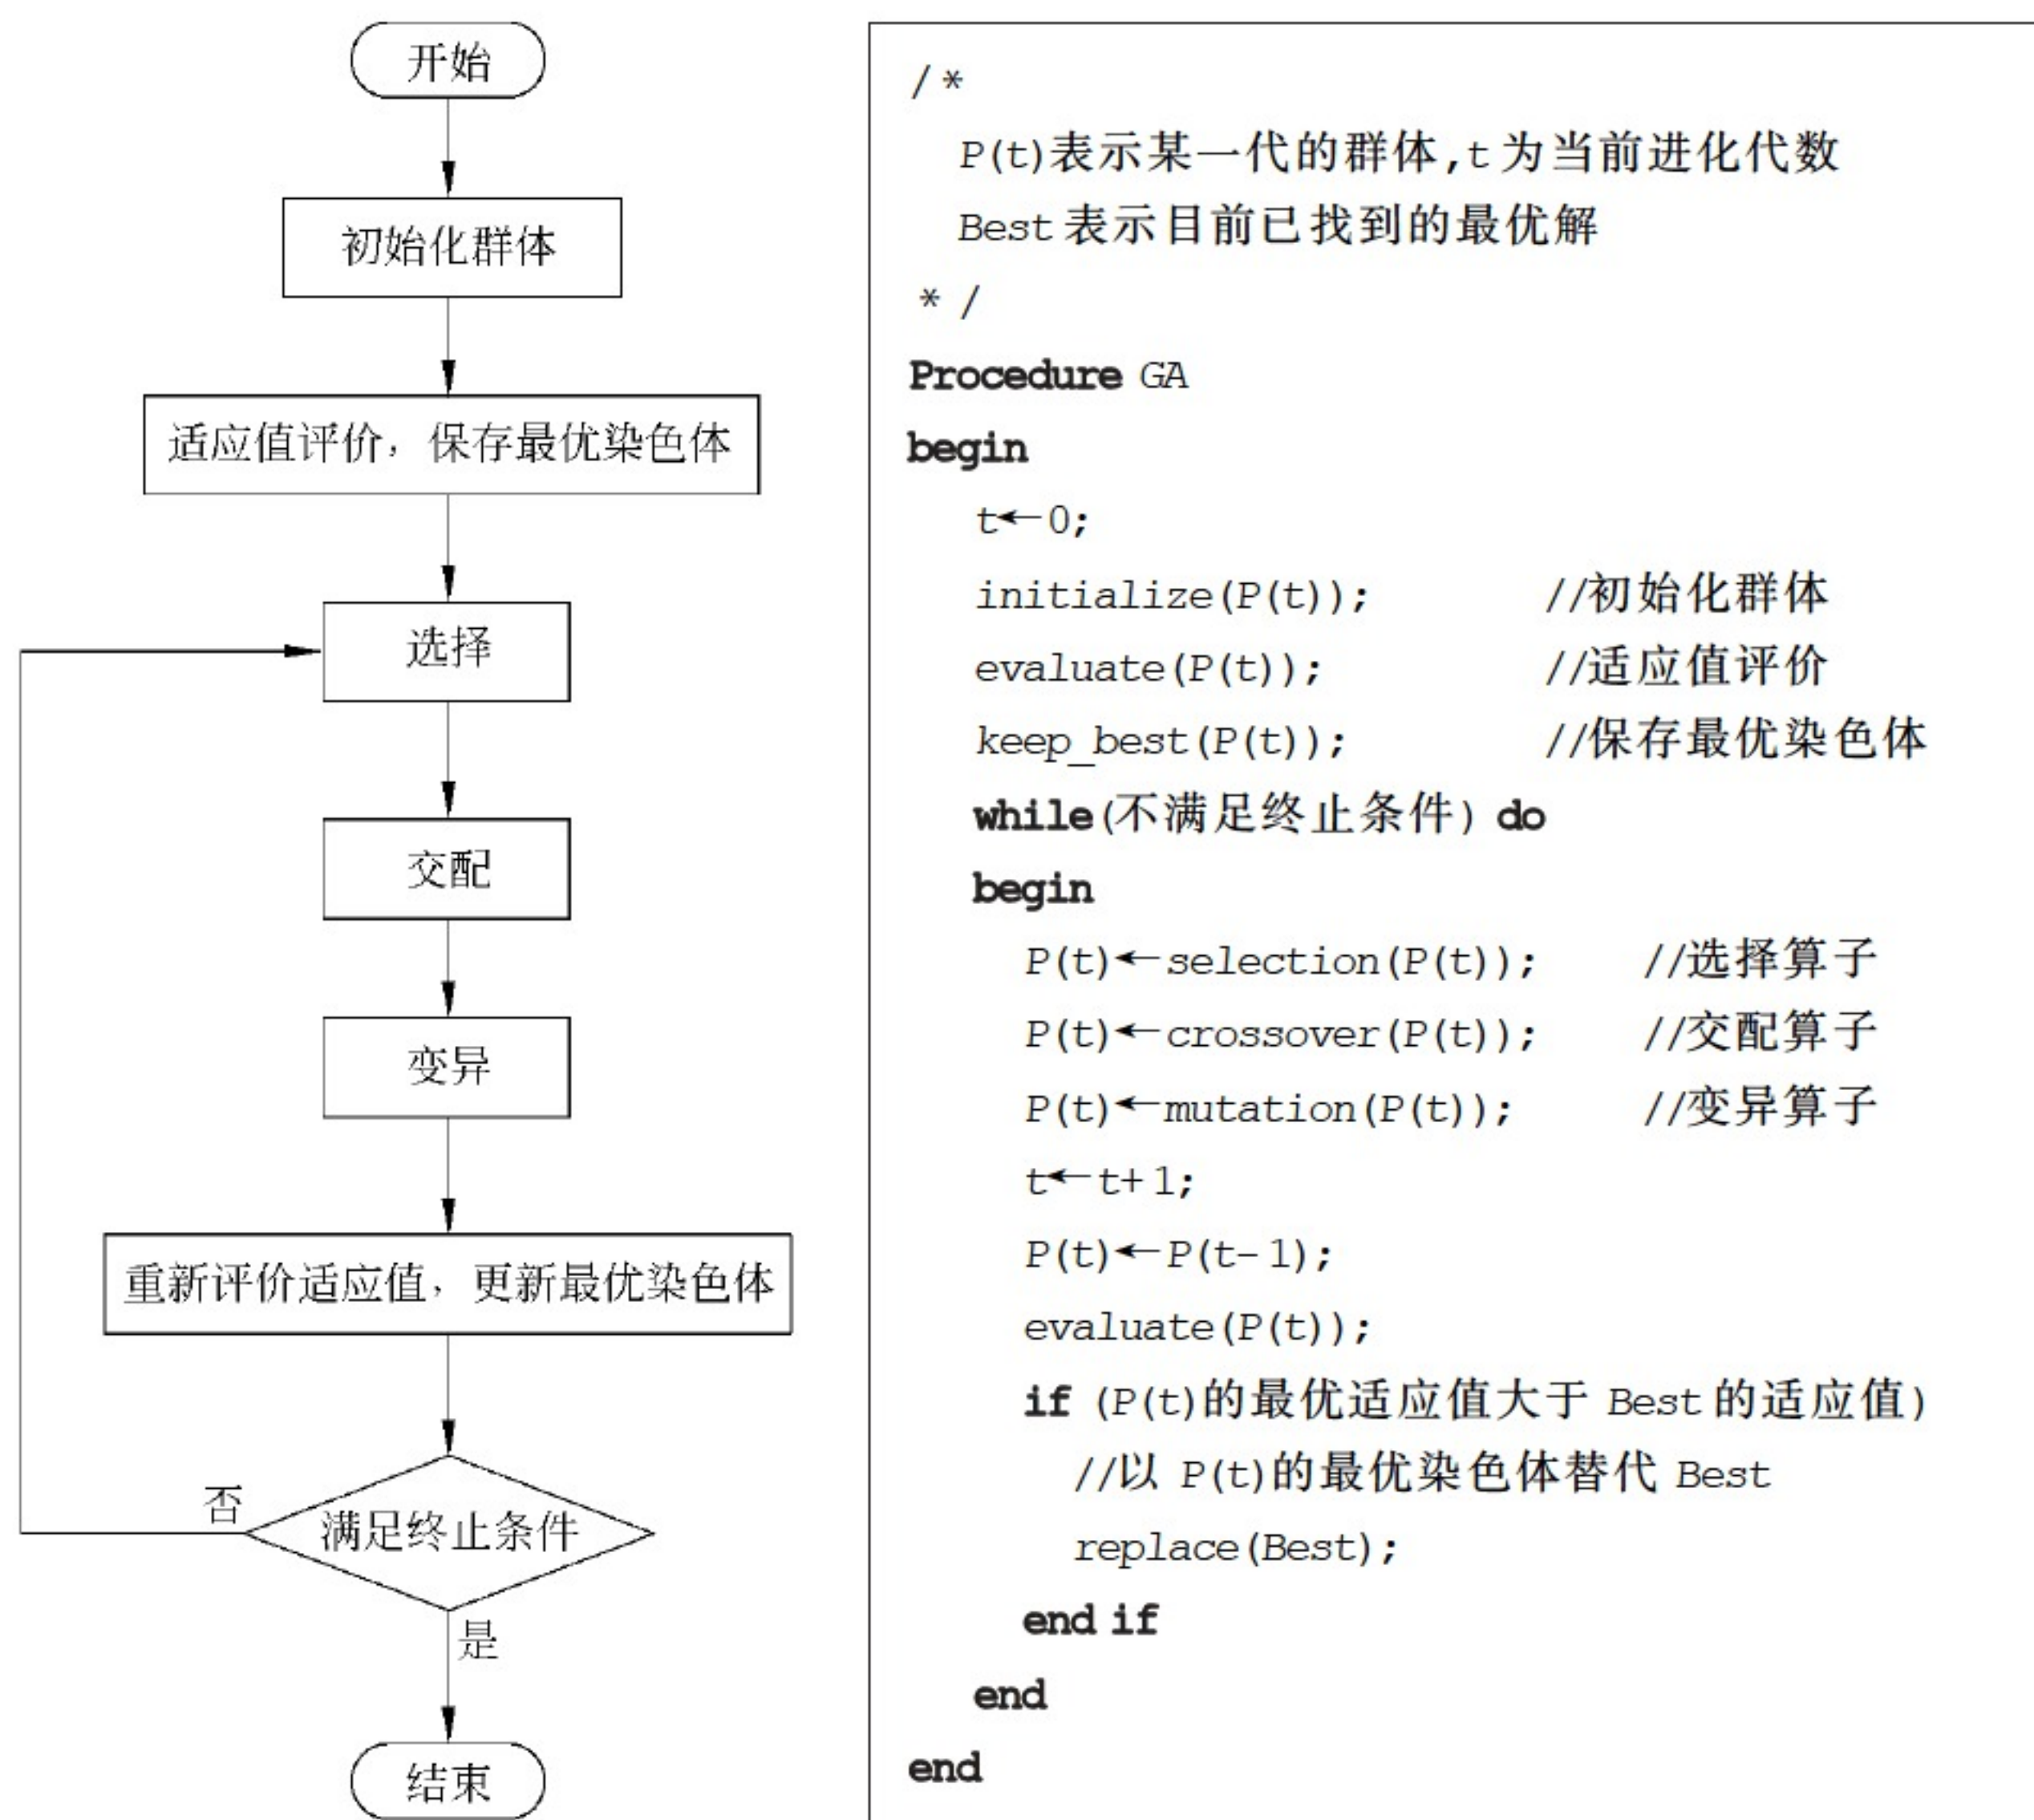 开始
初始化群体
适应值评价，保存最优染色体
选择
交配
变异
重新评价适应值，更新最优染色体
否
满足终止条件
是
结束
/*
P(t)表示某一代的群体,t为当前进化代数
Best表示目前已找到的最优解
*/
Procedure GA
begin
t←0;
initialize(P(t)); //初始化群体
evaluate(P(t)); //适应值评价
keep_best(P(t)); //保存最优染色体
while(不满足终止条件) do
begin
P(t)←selection(P(t)); //选择算子
P(t)←crossover(P(t)); //交配算子
P(t)←mutation(P(t)); //变异算子
t←t+1;
P(t)←P(t-1);
evaluate(P(t));
if (P(t)的最优适应值大于 Best的适应值)
//以 P(t)的最优染色体替代 Best
replace(Best);
end if
end
end